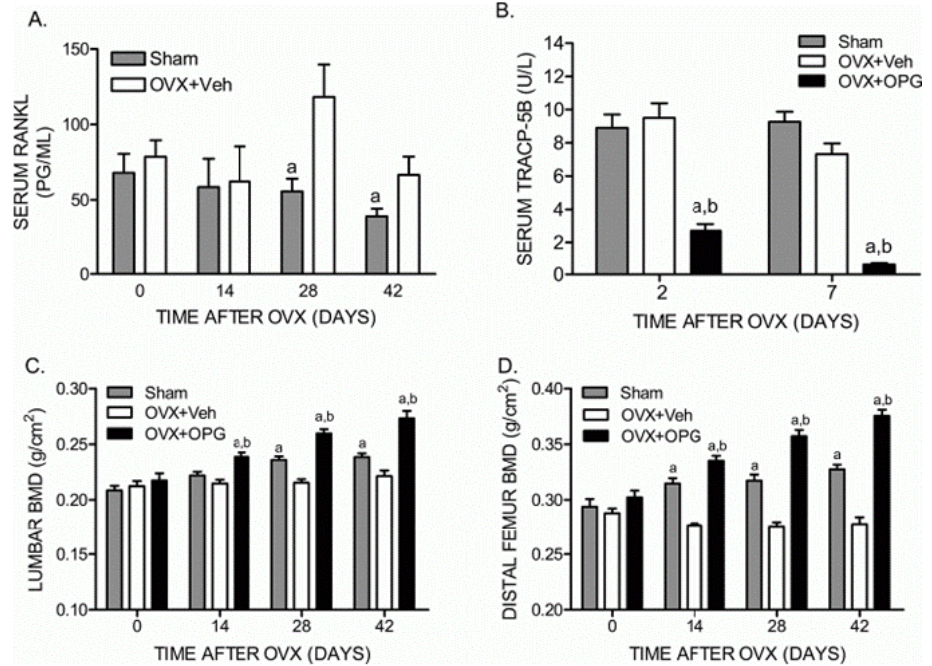 A.
150
100
50
0
SERUM RANKL
(PG/ML)
Sham
OVX+Veh
a
a
0 14 28 42
TIME AFTER OVX (DAYS)
B.
14
12
10
8
6
4
2
0
SERUM TRACP-5B (U/L)
Sham
OVX+Veh
OVX+OPG
a,b
a,b
2 7
TIME AFTER OVX (DAYS)
C.
0.30
0.25
0.20
0.15
0.10
LUMBAR BMD (g/cm²)
Sham
OVX+Veh
OVX+OPG
a,b
a
a,b
a
a,b
0 14 28 42
TIME AFTER OVX (DAYS)
D.
0.40
0.35
0.30
0.25
0.20
DISTAL FEMUR BMD (g/cm²)
Sham
OVX+Veh
OVX+OPG
a
a,b
a
a,b
a
a,b
0 14 28 42
TIME AFTER OVX (DAYS)